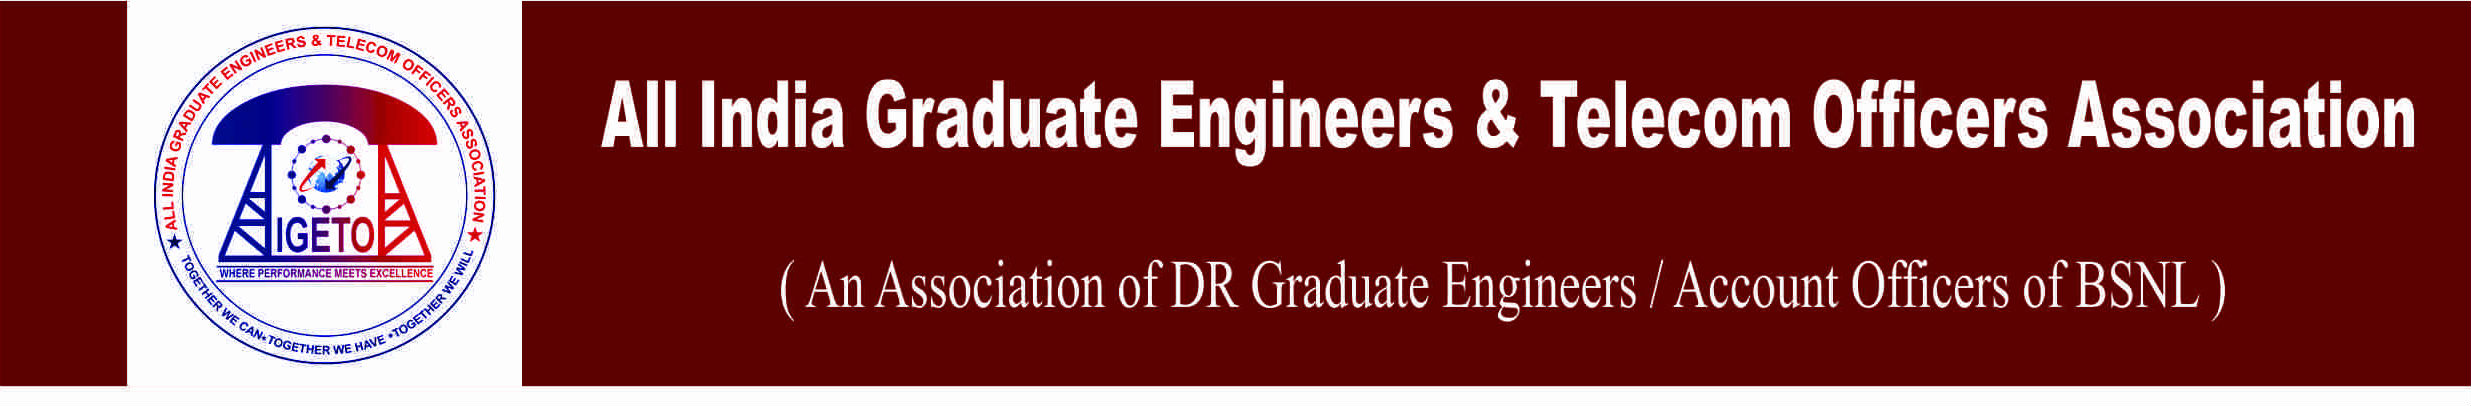 ★ ALL INDIA GRADUATE ENGINEERS & TELECOM OFFICERS ASSOCIATION ★
IGETO
WHERE PERFORMANCE MEETS EXCELLENCE
TOGETHER WE CAN•TOGETHER WE HAVE •TOGETHER WE WILL
All India Graduate Engineers & Telecom Officers Association
( An Association of DR Graduate Engineers / Account Officers of BSNL )